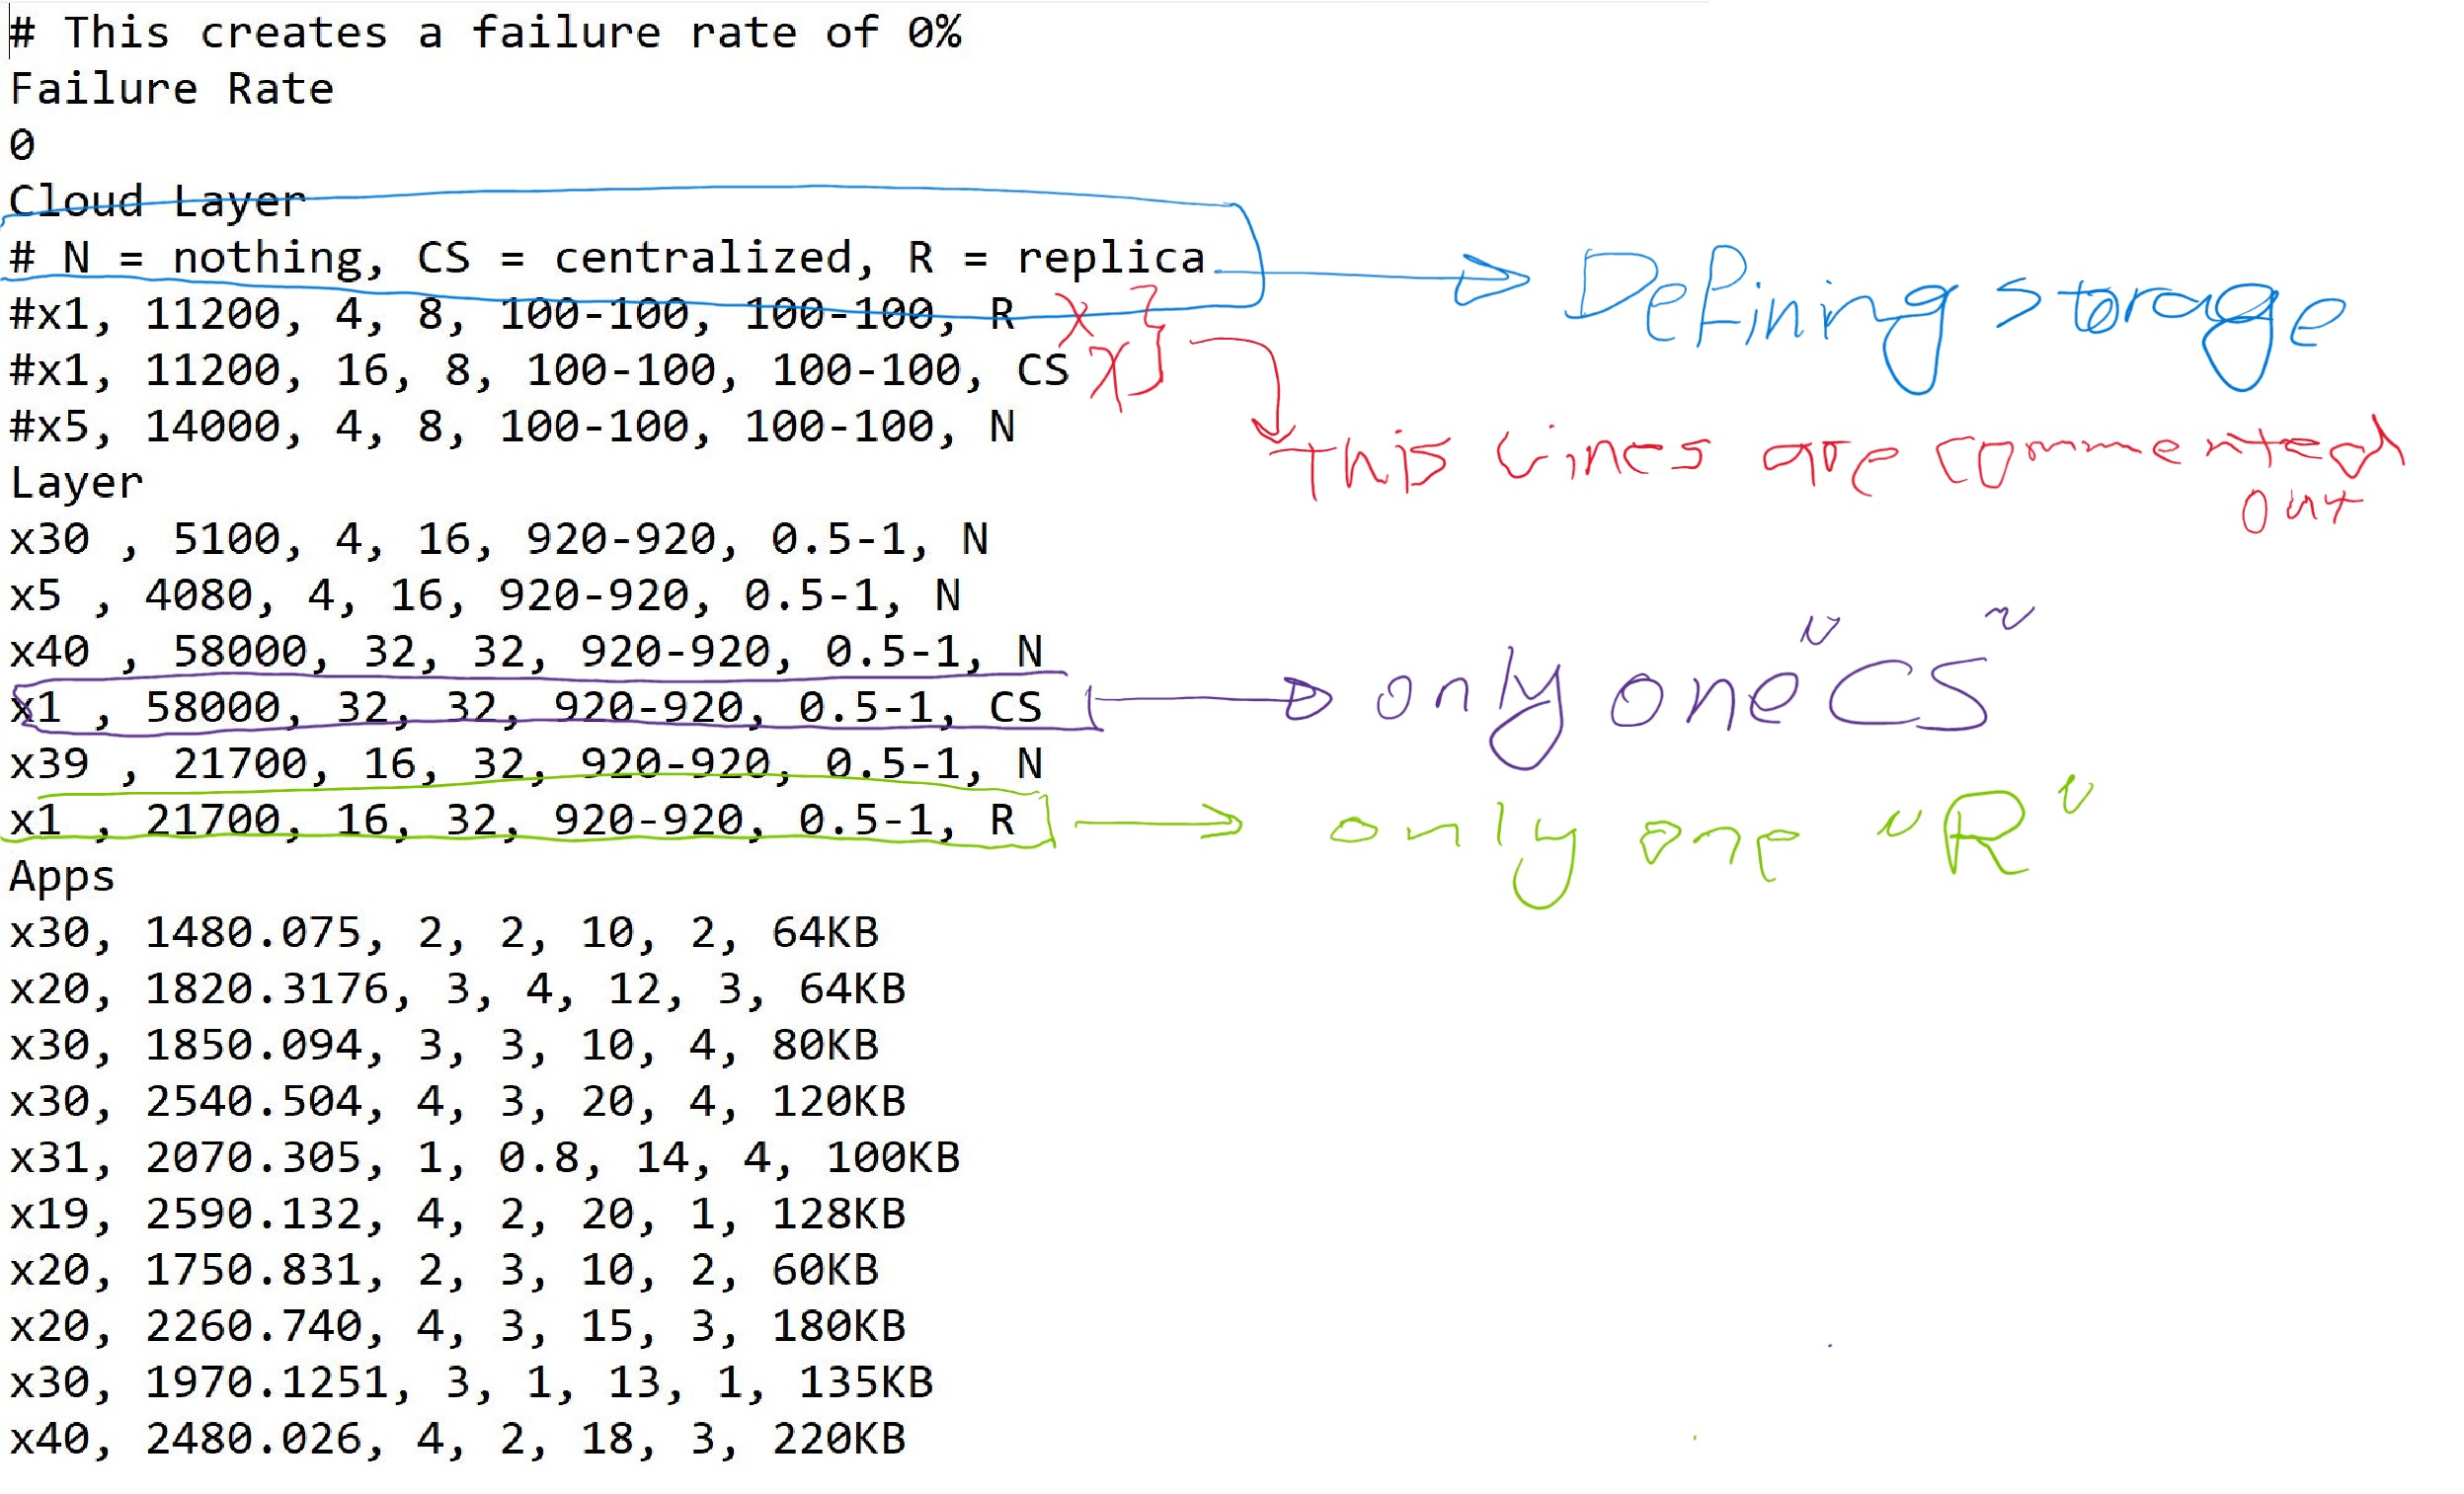 # This creates a failure rate of 0%
Failure Rate
0
Cloud Layer
# N = nothing, CS = centralized, R = replica
Defining storage
#x1, 11200, 4, 8, 100-100, 100-100, R
#x1, 11200, 16, 8, 100-100, 100-100, CS
#x5, 14000, 4, 8, 100-100, 100-100, N
This lines are commented
out
Layer
x30 , 5100, 4, 16, 920-920, 0.5-1, N
x5 , 4080, 4, 16, 920-920, 0.5-1, N
x40 , 58000, 32, 32, 920-920, 0.5-1, N
x1 , 58000, 32, 32, 920-920, 0.5-1, CS
only one "CS"
x39 , 21700, 16, 32, 920-920, 0.5-1, N
x1 , 21700, 16, 32, 920-920, 0.5-1, R
only one "R"
Apps
x30, 1480.075, 2, 2, 10, 2, 64KB
x20, 1820.3176, 3, 4, 12, 3, 64KB
x30, 1850.094, 3, 3, 10, 4, 80KB
x30, 2540.504, 4, 3, 20, 4, 120KB
x31, 2070.305, 1, 0.8, 14, 4, 100KB
x19, 2590.132, 4, 2, 20, 1, 128KB
x20, 1750.831, 2, 3, 10, 2, 60KB
x20, 2260.740, 4, 3, 15, 3, 180KB
x30, 1970.1251, 3, 1, 13, 1, 135KB
x40, 2480.026, 4, 2, 18, 3, 220KB